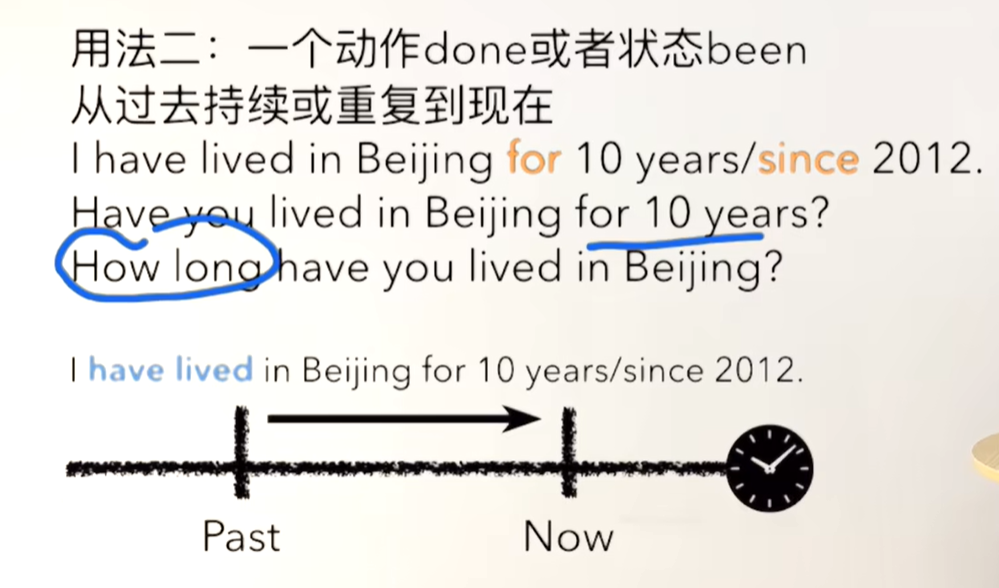 用法二：一个动作done或者状态been
从过去持续或重复到现在
I have lived in Beijing for 10 years/since 2012.
Have you lived in Beijing for 10 years?
How long have you lived in Beijing?
I have lived in Beijing for 10 years/since 2012.
Past Now